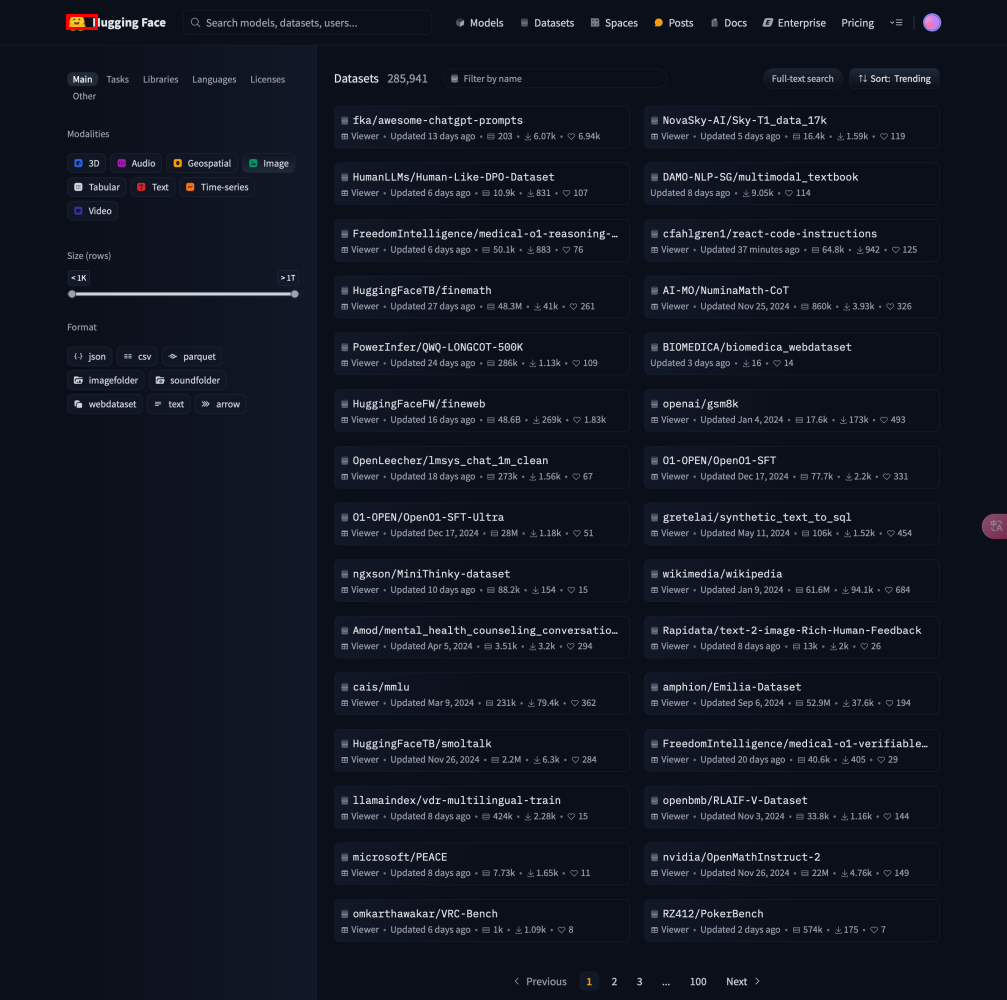 Hugging Face
Search models, datasets, users...
Models
Datasets
Spaces
Posts
Docs
Enterprise
Pricing
Main Tasks Libraries Languages Licenses
Other
Modalities
3D Audio Geospatial Image
Tabular Text Time-series
Video
Size (rows)
<1K >1T
Format
json csv parquet
imagefolder soundfolder
webdataset text arrow
Datasets 285,941 Filter by name Full-text search Sort: Trending
fka/awesome-chatgpt-prompts
Viewer • Updated 13 days ago • 203 • 6.07k • 6.94k
NovaSky-AI/Sky-T1_data_17k
Viewer • Updated 5 days ago • 16.4k • 1.59k • 119
HumanLLMs/Human-Like-DPO-Dataset
Viewer • Updated 6 days ago • 10.9k • 831 • 107
DAMO-NLP-SG/multimodal_textbook
Updated 8 days ago • 9.05k • 114
FreedomIntelligence/medical-o1-reasoning-…
Viewer • Updated 6 days ago • 50.1k • 883 • 76
cfahlgren1/react-code-instructions
Viewer • Updated 37 minutes ago • 64.8k • 942 • 125
HuggingFaceTB/finemath
Viewer • Updated 27 days ago • 48.3M • 41k • 261
AI-MO/NuminaMath-CoT
Viewer • Updated Nov 25, 2024 • 860k • 3.93k • 326
PowerInfer/QWQ-LONGCOT-500K
Viewer • Updated 24 days ago • 286k • 1.13k • 109
BIOMEDICA/biomedica_webdataset
Updated 3 days ago • 16 • 14
HuggingFaceFW/fineweb
Viewer • Updated 16 days ago • 48.6B • 269k • 1.83k
openai/gsm8k
Viewer • Updated Jan 4, 2024 • 17.6k • 173k • 493
OpenLeecher/lmsys_chat_1m_clean
Viewer • Updated 18 days ago • 273k • 1.56k • 67
O1-OPEN/OpenO1-SFT
Viewer • Updated Dec 17, 2024 • 77.7k • 2.2k • 331
O1-OPEN/OpenO1-SFT-Ultra
Viewer • Updated Dec 17, 2024 • 28M • 1.18k • 51
gretelai/synthetic_text_to_sql
Viewer • Updated May 11, 2024 • 106k • 1.52k • 454
ngxson/MiniThinky-dataset
Viewer • Updated 10 days ago • 88.2k • 154 • 15
wikimedia/wikipedia
Viewer • Updated Jan 9, 2024 • 61.6M • 94.1k • 684
Amod/mental_health_counseling_conversatio…
Viewer • Updated Apr 5, 2024 • 3.51k • 3.2k • 294
Rapidata/text-2-image-Rich-Human-Feedback
Viewer • Updated 8 days ago • 13k • 2k • 26
cais/mmlu
Viewer • Updated Mar 9, 2024 • 231k • 79.4k • 362
amphion/Emilia-Dataset
Viewer • Updated Sep 6, 2024 • 52.9M • 37.6k • 194
HuggingFaceTB/smoltalk
Viewer • Updated Nov 26, 2024 • 2.2M • 6.3k • 284
FreedomIntelligence/medical-o1-verifiable…
Viewer • Updated 20 days ago • 40.6k • 405 • 29
llamaindex/vdr-multilingual-train
Viewer • Updated 8 days ago • 424k • 2.28k • 15
openbmb/RLAIF-V-Dataset
Viewer • Updated Nov 3, 2024 • 33.8k • 1.16k • 144
microsoft/PEACE
Viewer • Updated 8 days ago • 7.73k • 1.65k • 11
nvidia/OpenMathInstruct-2
Viewer • Updated Nov 26, 2024 • 22M • 4.76k • 149
omkarthawakar/VRC-Bench
Viewer • Updated 6 days ago • 1k • 1.09k • 8
RZ412/PokerBench
Viewer • Updated 2 days ago • 574k • 175 • 7
Previous 1 2 3 ... 100 Next